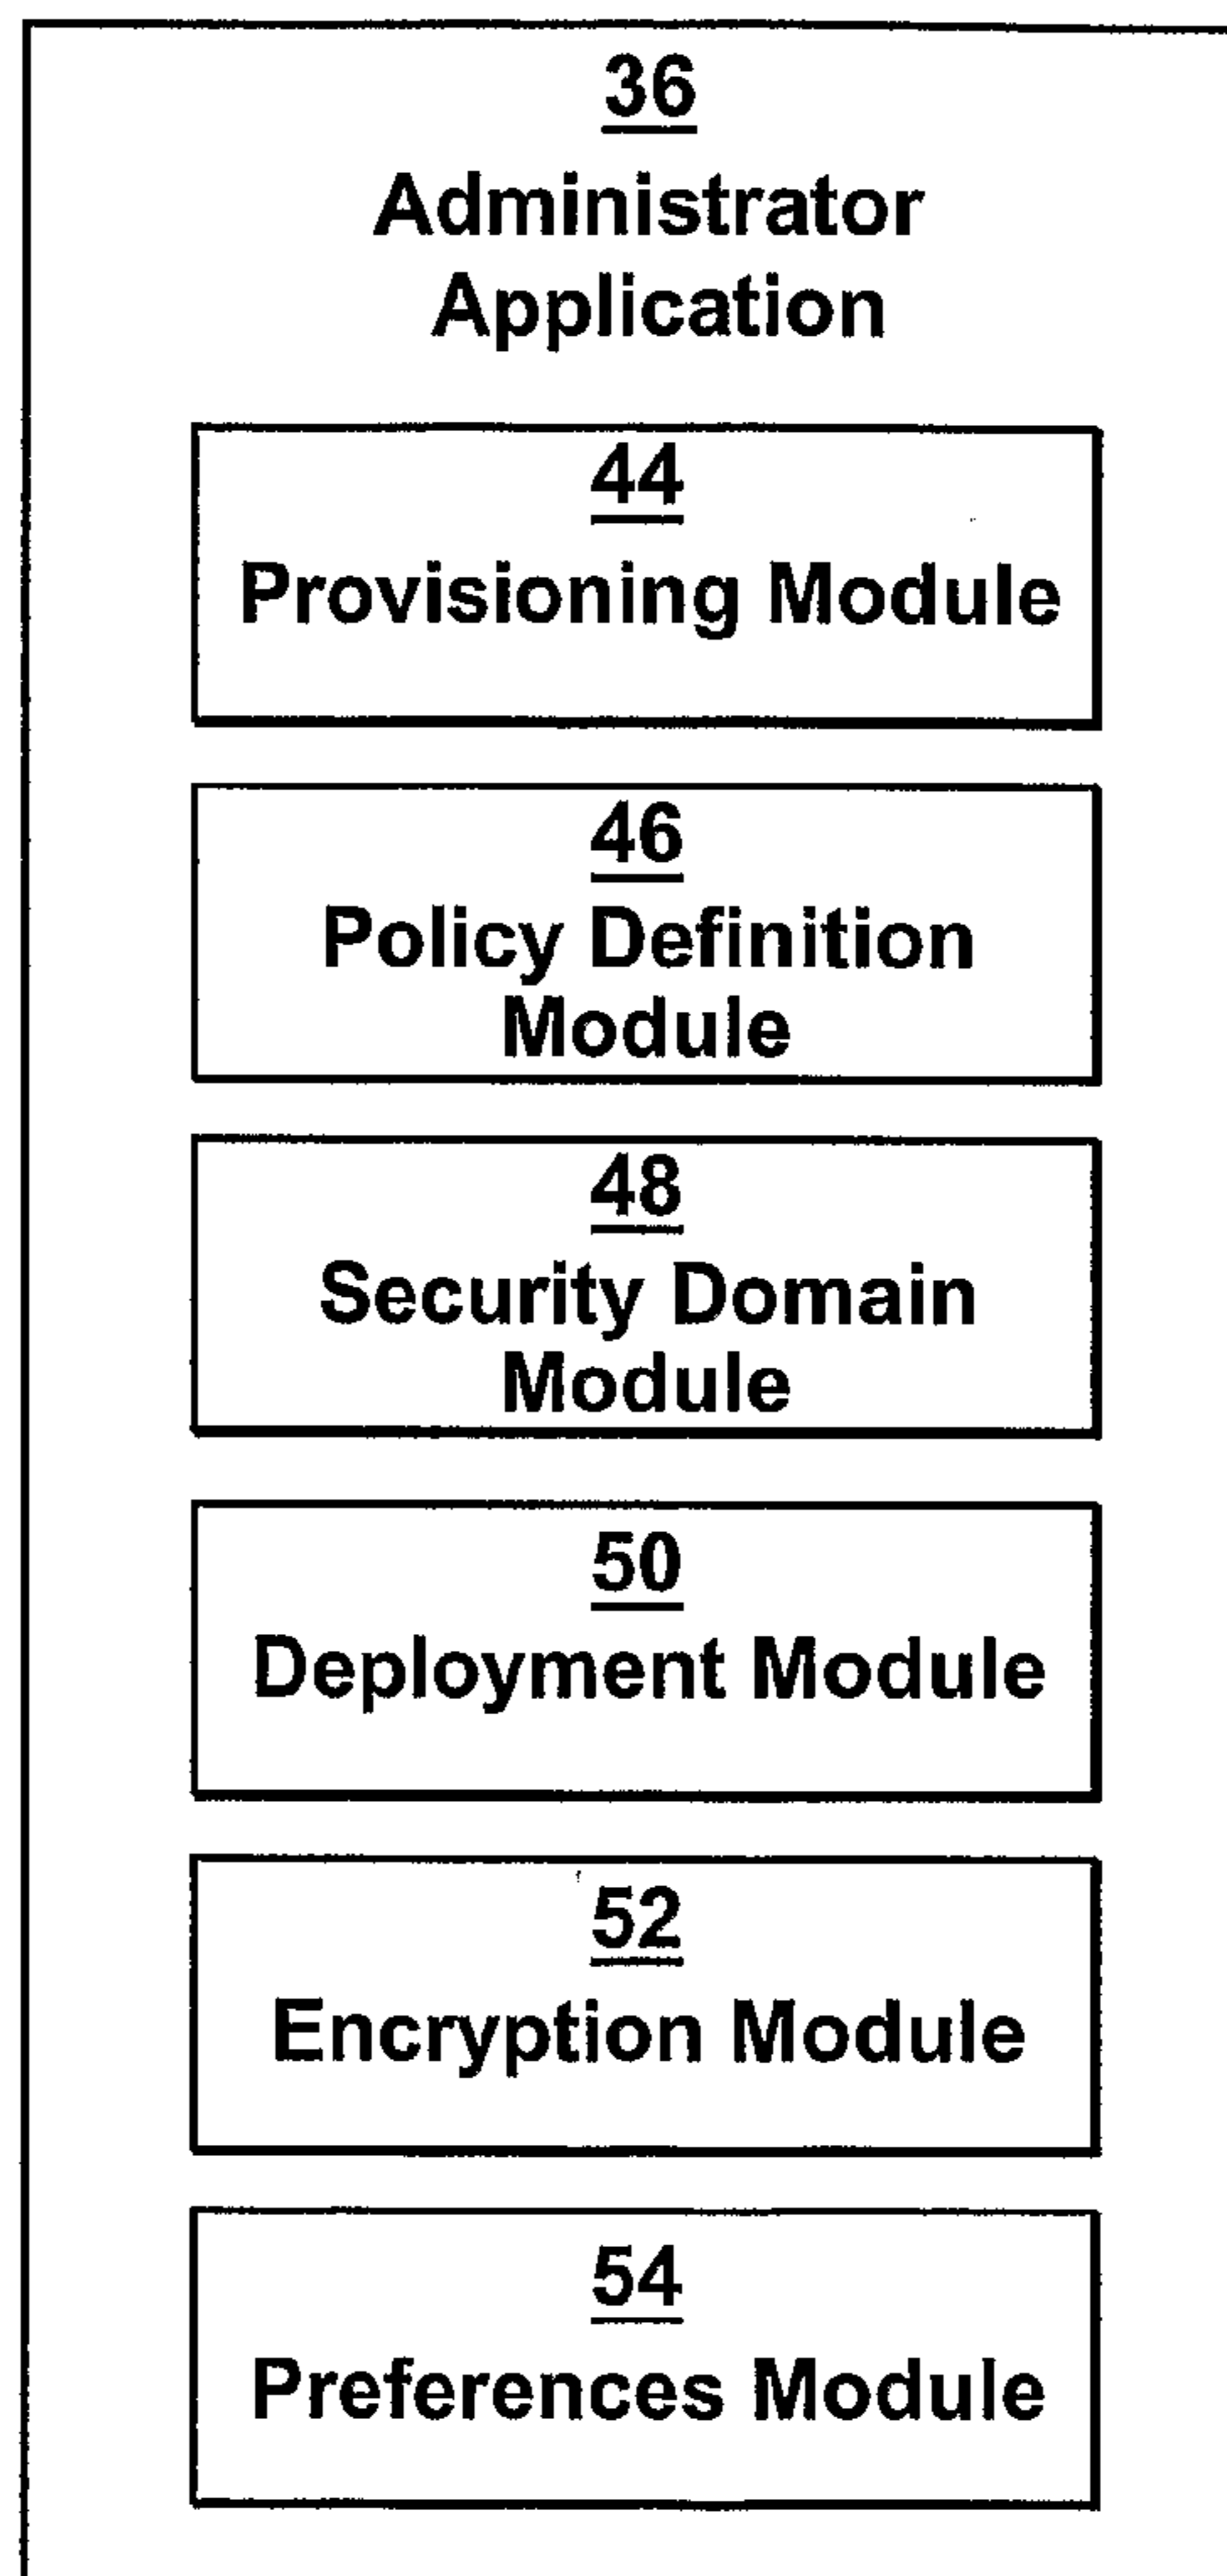 36
Administrator
Application
44
Provisioning Module
46
Policy Definition
Module
48
Security Domain
Module
50
Deployment Module
52
Encryption Module
54
Preferences Module